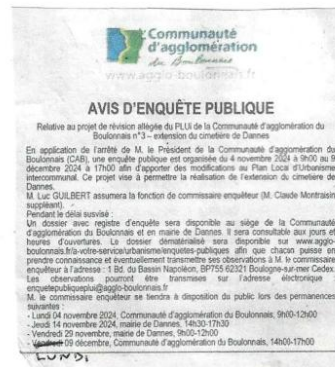 Communauté
d'agglomération
du Boulonnais
www.agglo-boulonnais.fr
AVIS D'ENQUÊTE PUBLIQUE
Relative au projet de révision allégée du PLUi de la Communauté d'agglomération du
Boulonnais n°3 – extension du cimetière de Dannes
En application de l'arrêté de M. le Président de la Communauté d'agglomération du
Boulonnais (CAB), une enquête publique est organisée du 4 novembre 2024 à 9h00 au 9
décembre 2024 à 17h00 afin d'apporter des modifications au Plan Local d'Urbanisme
intercommunal. Ce projet vise à permettre la réalisation de l'extension du cimetière de
Dannes.
M. Luc GUILBERT assumera la fonction de commissaire enquêteur (M. Claude Montraisin
suppléant).
Pendant le délai susvisé :
Un dossier avec registre d'enquête sera disponible au siège de la Communauté
d'agglomération du Boulonnais et en mairie de Dannes. Il sera consultable aux jours et
heures d'ouvertures. Le dossier dématérialisé sera disponible sur www.agglo-
boulonnais.fr/a-votre-service/urbanisme/enquetes-publiques afin que chacun puisse en
prendre connaissance et éventuellement transmettre ses observations à M. le commissaire
enquêteur à l'adresse : 1 Bd. du Bassin Napoléon, BP755 62321 Boulogne-sur-mer Cedex.
Les observations pourront être transmises sur l'adresse électronique :
enquetepubliqueplui@agglo-boulonnais.fr
M. le commissaire enquêteur se tiendra à disposition du public lors des permanences
suivantes :
- Lundi 04 novembre 2024, Communauté d'agglomération du Boulonnais, 9h00-12h00
- Jeudi 14 novembre 2024, mairie de Dannes, 14h30-17h30
- Vendredi 29 novembre, mairie de Dannes, 9h00-12h00
- Vendredi 09 décembre, Communauté d'agglomération du Boulonnais, 14h00-17h00
LUNDI